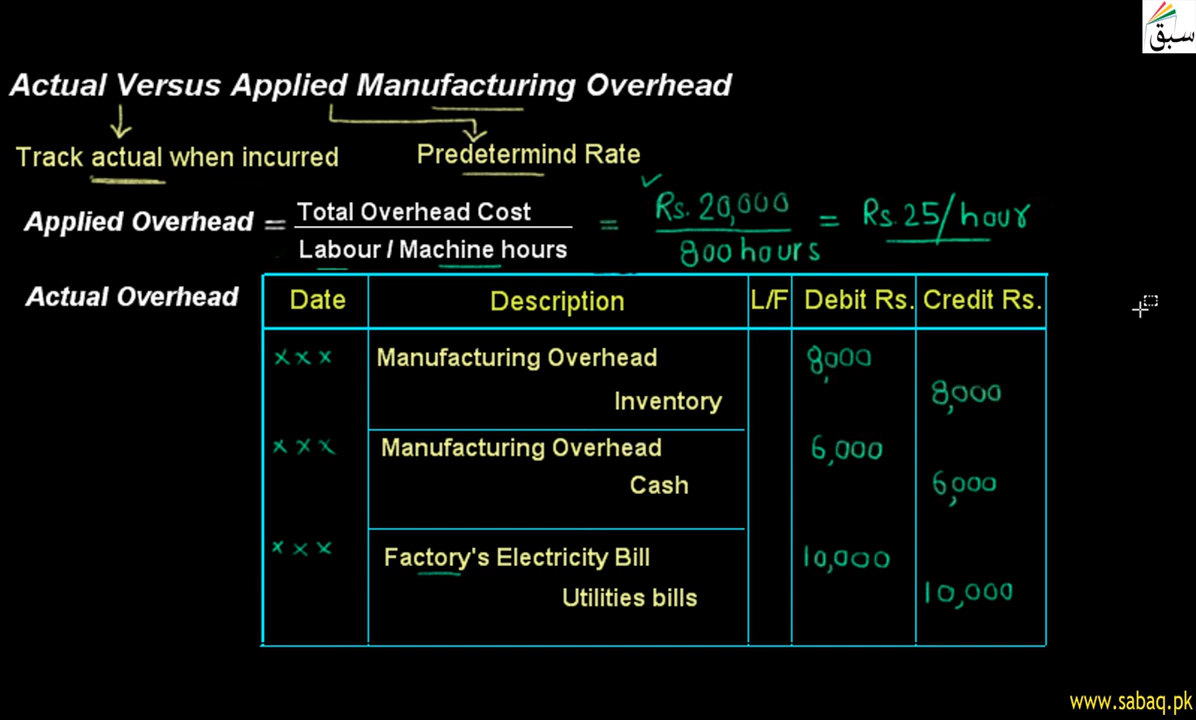 سبق
Actual Versus Applied Manufacturing Overhead
Track actual when incurred
Predetermind Rate
Applied Overhead = Total Overhead Cost / Labour / Machine hours = Rs. 20,000 / 800 hours = Rs. 25/hour
Actual Overhead
Date Description L/F Debit Rs. Credit Rs.
x x x Manufacturing Overhead 8,000
Inventory 8,000
x x x Manufacturing Overhead 6,000
Cash 6,000
x x x Factory's Electricity Bill 10,000
Utilities bills 10,000
www.sabaq.pk